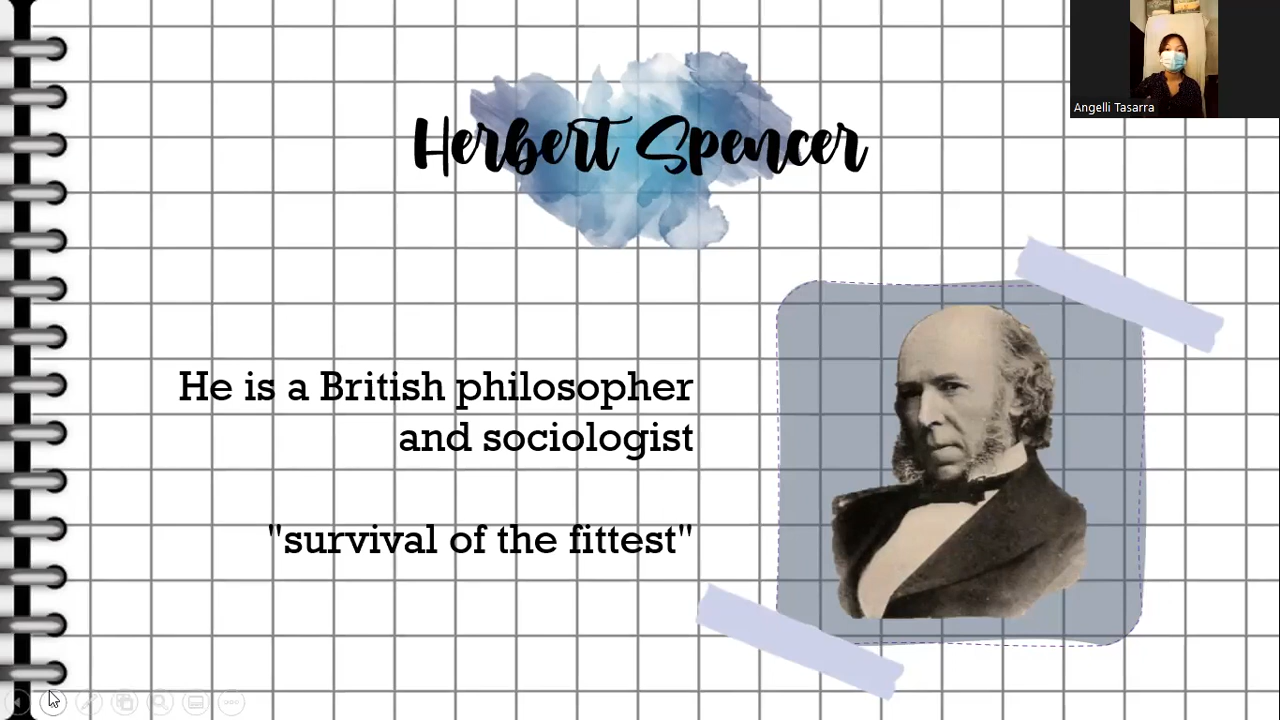 Herbert Spencer
Angelli Tasarra
He is a British philosopher
and sociologist
"survival of the fittest"